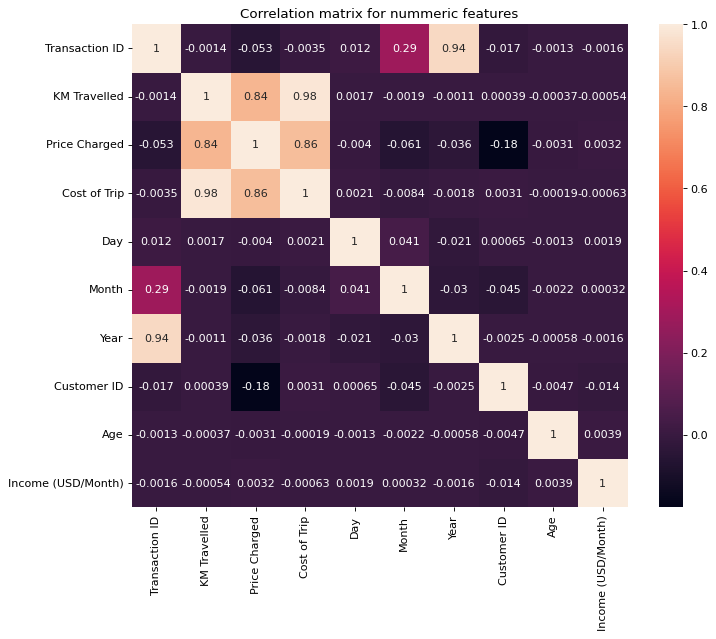 Correlation matrix for nummeric features
Transaction ID 1 -0.0014 -0.053 -0.0035 0.012 0.29 0.94 -0.017 -0.0013 -0.0016
KM Travelled -0.0014 1 0.84 0.98 0.0017 -0.0019 -0.0011 0.00039 -0.00037 -0.00054
Price Charged -0.053 0.84 1 0.86 -0.004 -0.061 -0.036 -0.18 -0.0031 0.0032
Cost of Trip -0.0035 0.98 0.86 1 0.0021 -0.0084 -0.0018 0.0031 -0.00019 -0.00063
Day 0.012 0.0017 -0.004 0.0021 1 0.041 -0.021 0.00065 -0.0013 0.0019
Month 0.29 -0.0019 -0.061 -0.0084 0.041 1 -0.03 -0.045 -0.0022 0.00032
Year 0.94 -0.0011 -0.036 -0.0018 -0.021 -0.03 1 -0.0025 -0.00058 -0.0016
Customer ID -0.017 0.00039 -0.18 0.0031 0.00065 -0.045 -0.0025 1 -0.0047 -0.014
Age -0.0013 -0.00037 -0.0031 -0.00019 -0.0013 -0.0022 -0.00058 -0.0047 1 0.0039
Income (USD/Month) -0.0016 -0.00054 0.0032 -0.00063 0.0019 0.00032 -0.0016 -0.014 0.0039 1
Transaction ID
KM Travelled
Price Charged
Cost of Trip
Day
Month
Year
Customer ID
Age
Income (USD/Month)
1.0
0.8
0.6
0.4
0.2
0.0